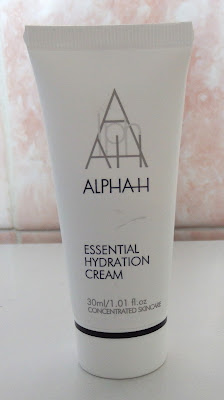 ALPHA-H
ESSENTIAL
HYDRATION
CREAM
30ml/1.01 fl.oz
CONCENTRATED SKINCARE